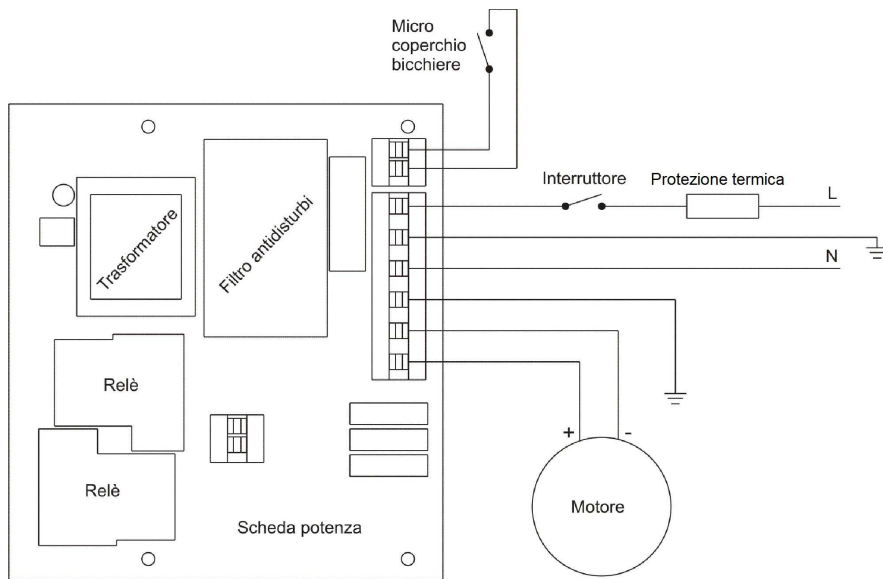 Micro
coperchio
bicchiere
Interruttore
Protezione termica
L
N
Trasformatore
Filtro antidisturbi
Relè
Relè
+
-
Motore
Scheda potenza